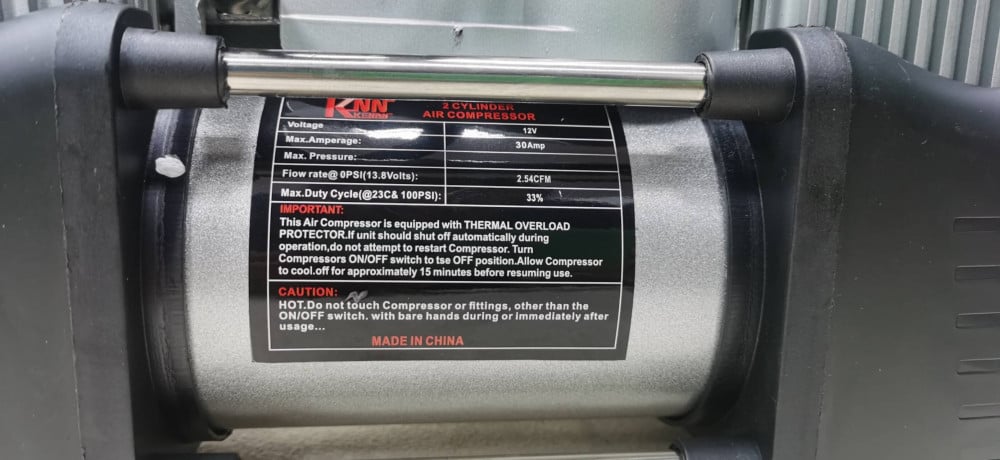 KNN
2 CYLINDER
AIR COMPRESSOR
Voltage 12V
Max.Amperage: 30Amp
Max. Pressure:
Flow rate@ 0PSI(13.8Volts): 2.54CFM
Max.Duty Cycle(@23C& 100PSI): 33%
IMPORTANT:
This Air Compressor is equipped with THERMAL OVERLOAD
PROTECTOR.If unit should shut off automatically during
operation,do not attempt to restart Compressor. Turn
Compressors ON/OFF switch to tse OFF position.Allow Compressor
to cool.off for approximately 15 minutes before resuming use.
CAUTION:
HOT.Do not touch Compressor or fittings, other than the
ON/OFF switch. with bare hands during or immediately after
usage...
MADE IN CHINA